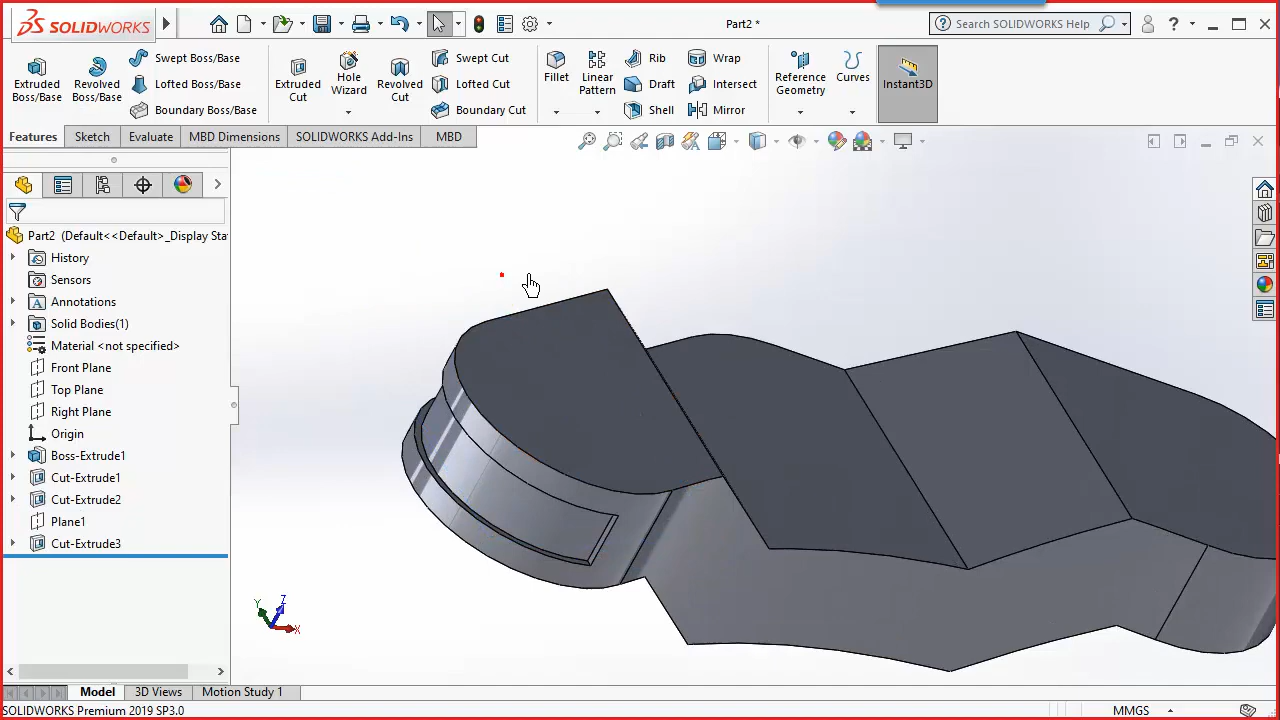 SOLIDWORKS
Part2 *
Search SOLIDWORKS Help
?
Extruded Boss/Base
Revolved Boss/Base
Swept Boss/Base
Lofted Boss/Base
Boundary Boss/Base
Extruded Cut
Hole Wizard
Revolved Cut
Swept Cut
Lofted Cut
Boundary Cut
Fillet
Linear Pattern
Rib
Draft
Shell
Wrap
Intersect
Mirror
Reference Geometry
Curves
Instant3D
Features
Sketch
Evaluate
MBD Dimensions
SOLIDWORKS Add-Ins
MBD
Part2 (Default<<Default>_Display Sta
History
Sensors
Annotations
Solid Bodies(1)
Material <not specified>
Front Plane
Top Plane
Right Plane
Origin
Boss-Extrude1
Cut-Extrude1
Cut-Extrude2
Plane1
Cut-Extrude3
Y
Z
X
Model
3D Views
Motion Study 1
SOLIDWORKS Premium 2019 SP3.0
MMGS